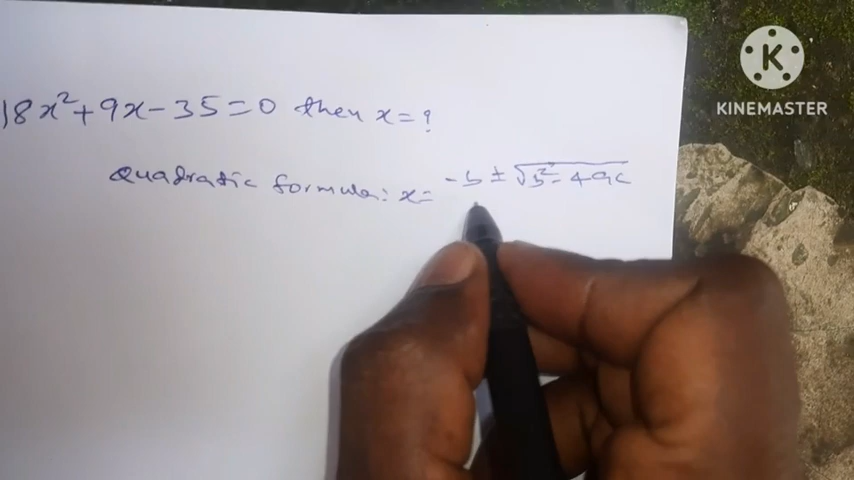 18x²+9x-35=0 then x=?
Quadratic formula: x= -b ± √b²-4ac
KINEMASTER